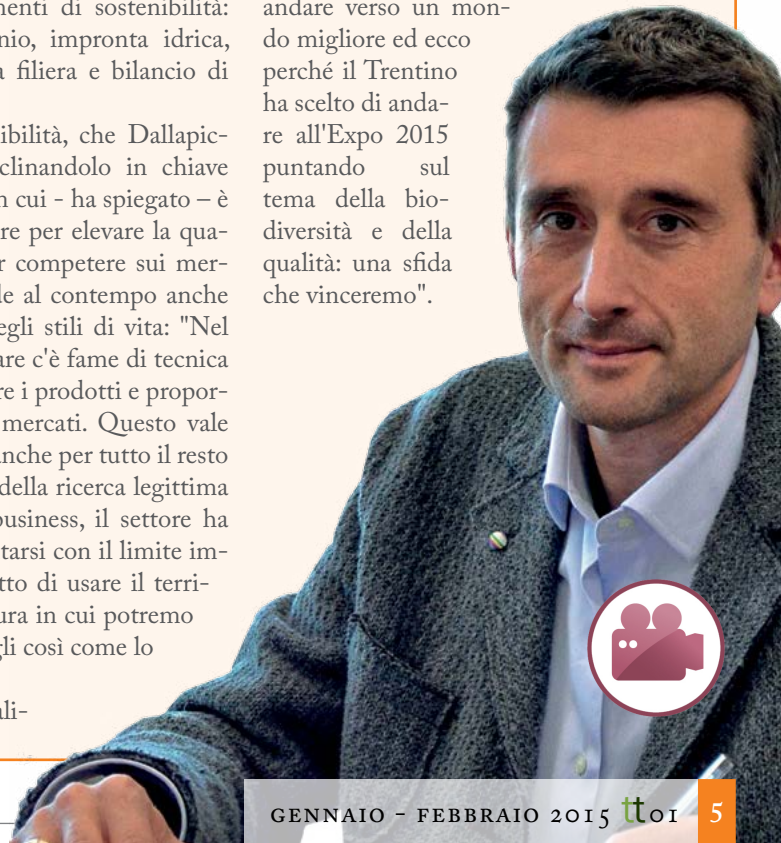 menti di sostenibilità:
nio, impronta idrica,
a filiera e bilancio di
ibilità, che Dallapic-
clinandolo in chiave
n cui - ha spiegato – è
re per elevare la qua-
r competere sui mer-
de al contempo anche
egli stili di vita: "Nel
are c'è fame di tecnica
re i prodotti e propor-
mercati. Questo vale
anche per tutto il resto
della ricerca legittima
business, il settore ha
tarsi con il limite im-
tto di usare il terri-
ura in cui potremo
gli così come lo
ali-
andare verso un mon-
do migliore ed ecco
perché il Trentino
ha scelto di anda-
re all'Expo 2015
puntando sul
tema della bio-
diversità e della
qualità: una sfida
che vinceremo".
GENNAIO - FEBBRAIO 2015 tt01 5